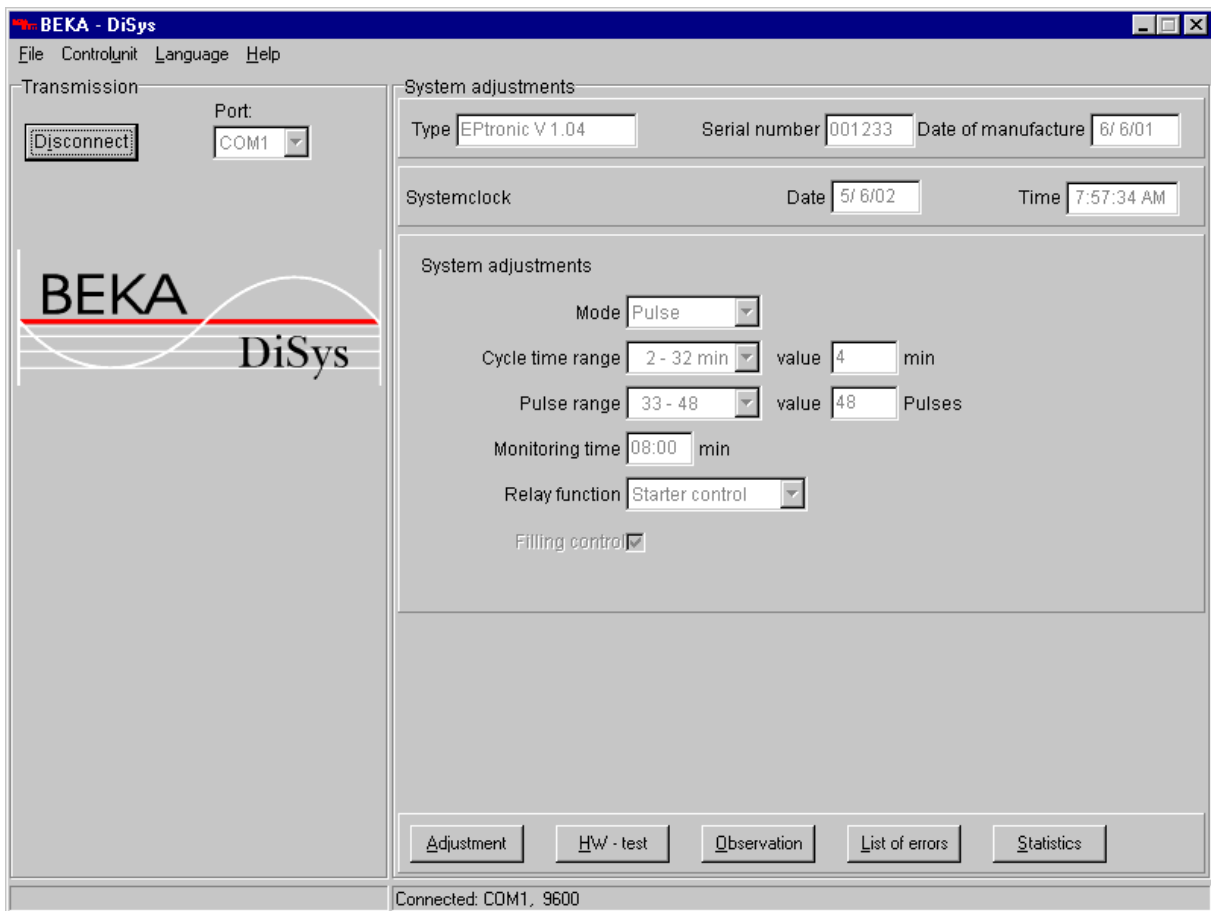 BEKA - DiSys
File Controlunit Language Help
Transmission
Port:
Disconnect COM1
BEKA
DiSys
System adjustments
Type EPtronic V 1.04 Serial number 001233 Date of manufacture 6/ 6/01
Systemclock Date 5/ 6/02 Time 7:57:34 AM
System adjustments
Mode Pulse
Cycle time range 2 - 32 min value 4 min
Pulse range 33 - 48 value 48 Pulses
Monitoring time 08:00 min
Relay function Starter control
Filling control
Adjustment HW - test Observation List of errors Statistics
Connected: COM1, 9600